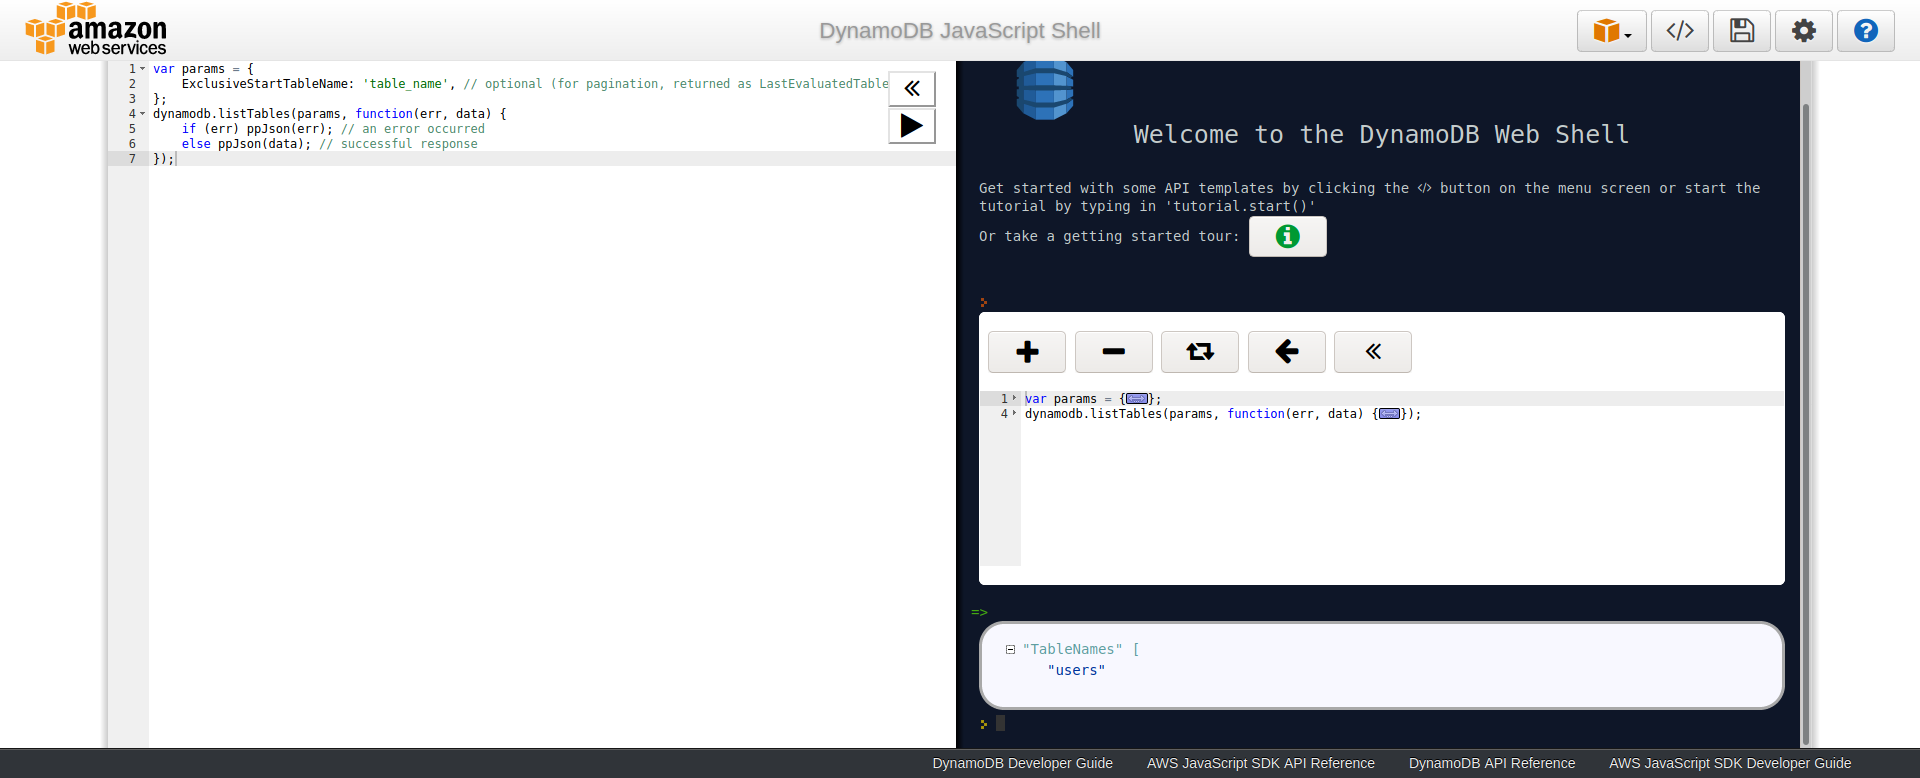 amazon
web services
DynamoDB JavaScript Shell
</>
?
1 var params = {
2 ExclusiveStartTableName: 'table_name', // optional (for pagination, returned as LastEvaluatedTable
3 };
4 dynamodb.listTables(params, function(err, data) {
5 if (err) ppJson(err); // an error occurred
6 else ppJson(data); // successful response
7 });
Welcome to the DynamoDB Web Shell
Get started with some API templates by clicking the </> button on the menu screen or start the
tutorial by typing in 'tutorial.start()'
Or take a getting started tour:
1 var params = {};
4 dynamodb.listTables(params, function(err, data) {});
=>
"TableNames" [
"users"
DynamoDB Developer Guide AWS JavaScript SDK API Reference DynamoDB API Reference AWS JavaScript SDK Developer Guide